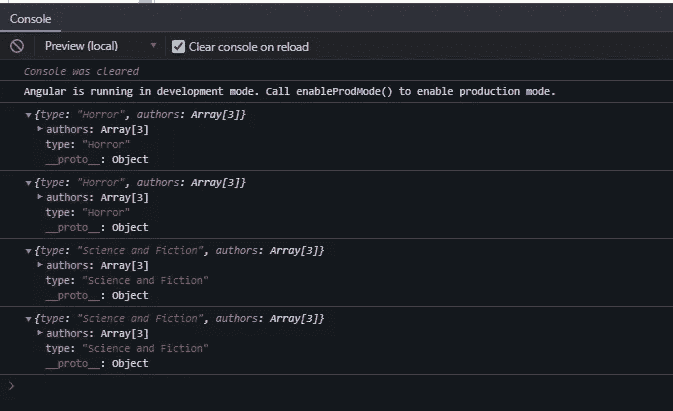 Console
Preview (local) ▼ Clear console on reload
Console was cleared
Angular is running in development mode. Call enableProdMode() to enable production mode.
▼{type: "Horror", authors: Array[3]}
▶ authors: Array[3]
type: "Horror"
__proto__: Object
▼{type: "Horror", authors: Array[3]}
▶ authors: Array[3]
type: "Horror"
__proto__: Object
▼{type: "Science and Fiction", authors: Array[3]}
▶ authors: Array[3]
type: "Science and Fiction"
__proto__: Object
▼{type: "Science and Fiction", authors: Array[3]}
▶ authors: Array[3]
type: "Science and Fiction"
__proto__: Object
>